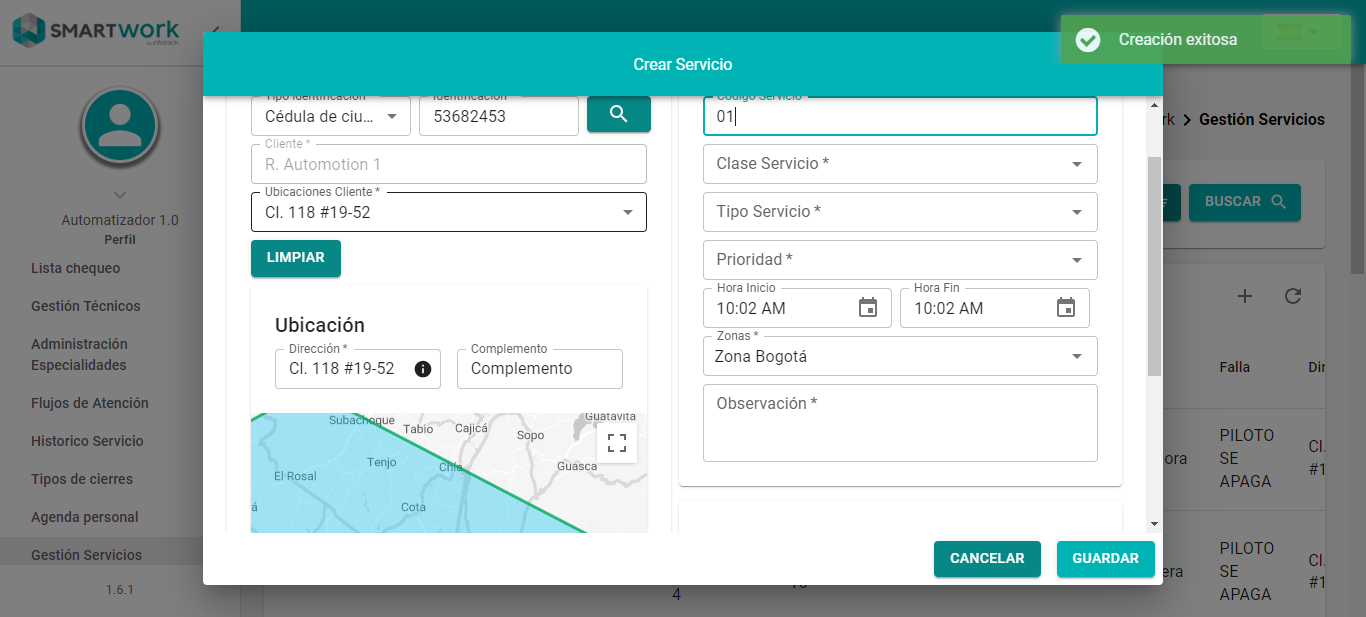 SMARTWORK
by infotrack
Creación exitosa
Crear Servicio
rk > Gestión Servicios
BUSCAR
Automatizador 1.0
Perfil
Lista chequeo
Gestión Técnicos
Administración
Especialidades
Flujos de Atención
Historico Servicio
Tipos de cierres
Agenda personal
Gestión Servicios
1.6.1
Tipo Identificación
Cédula de ciu...
Identificación
53682453
Cliente *
R. Automotion 1
Ubicaciones Cliente *
Cl. 118 #19-52
LIMPIAR
Ubicación
Dirección *
Cl. 118 #19-52
Complemento
Complemento
Subachoque
Tabio
Cajicá
Sopo
Guatavita
Tenjo
Chía
Guasca
El Rosal
Cota
á
Código Servicio
01
Clase Servicio *
Tipo Servicio *
Prioridad *
Hora Inicio
10:02 AM
Hora Fin
10:02 AM
Zonas *
Zona Bogotá
Observación *
CANCELAR
GUARDAR
Falla
Dir
ora
PILOTO
SE
APAGA
Cl.
#1
era
PILOTO
SE
APAGA
Cl.
#1
4